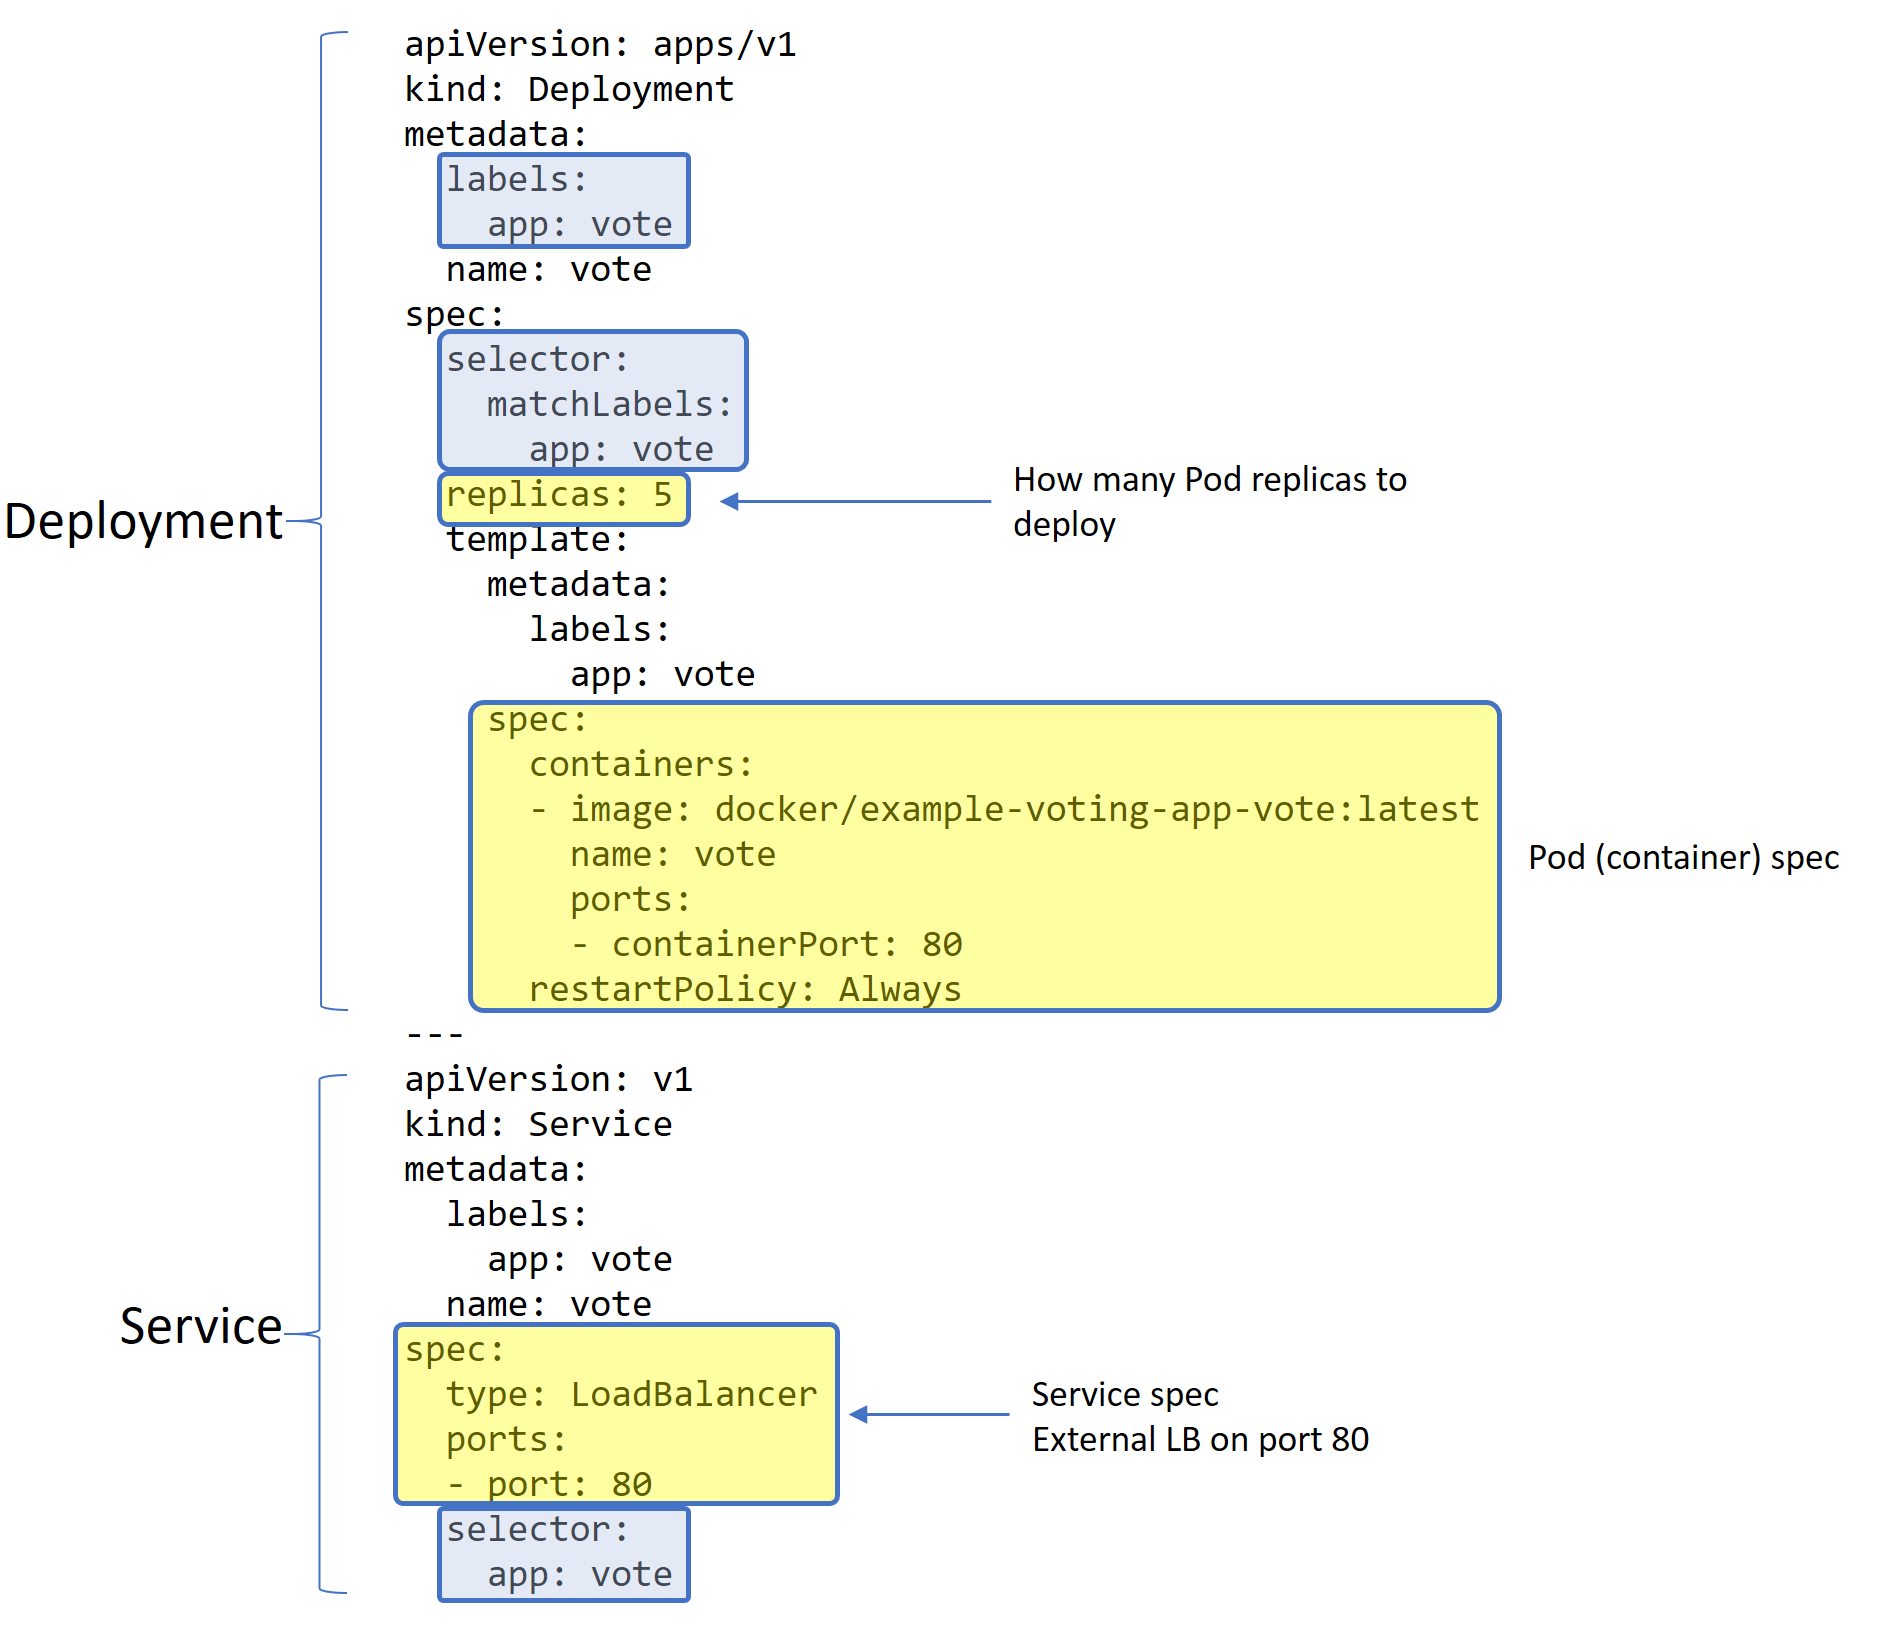 apiVersion: apps/v1
kind: Deployment
metadata:
  labels:
    app: vote
  name: vote
spec:
  selector:
    matchLabels:
      app: vote
  replicas: 5
  template:
    metadata:
      labels:
        app: vote
    spec:
      containers:
      - image: docker/example-voting-app-vote:latest
        name: vote
        ports:
        - containerPort: 80
      restartPolicy: Always
---
apiVersion: v1
kind: Service
metadata:
  labels:
    app: vote
  name: vote
spec:
  type: LoadBalancer
  ports:
  - port: 80
  selector:
    app: vote
Deployment
How many Pod replicas to
deploy
Pod (container) spec
Service
Service spec
External LB on port 80